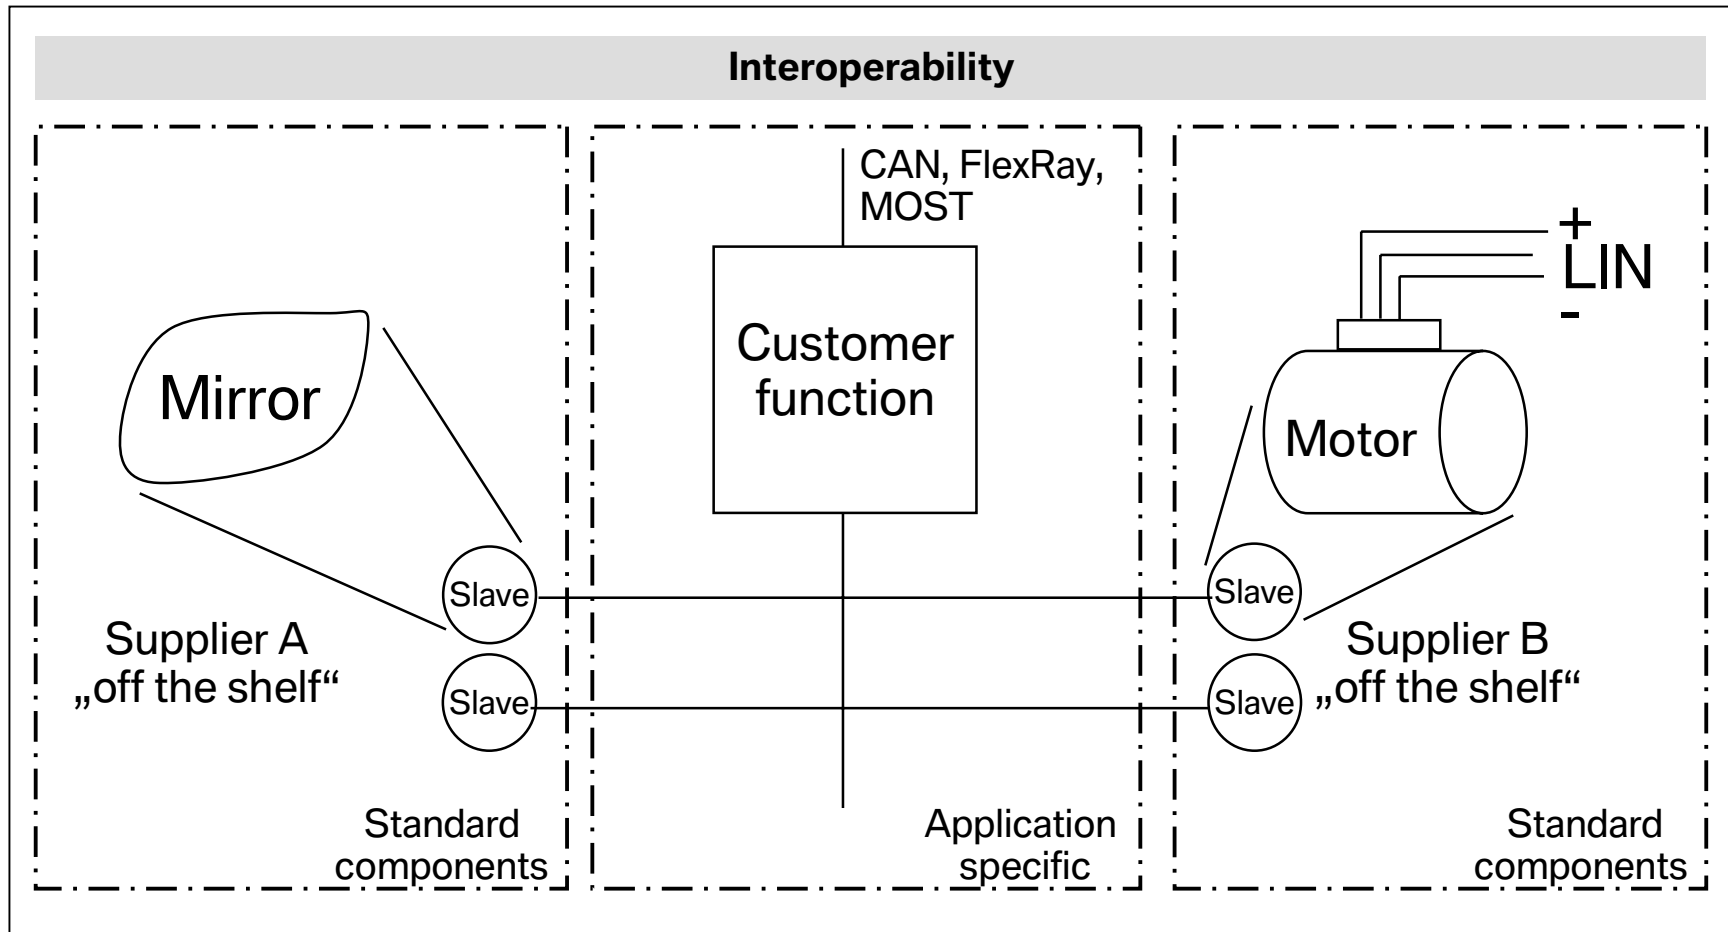 Interoperability
CAN, FlexRay,
MOST
Customer
function
Mirror
+
LIN
-
Motor
Slave
Slave
Supplier A
„off the shelf“
Slave
Slave
Supplier B
„off the shelf“
Standard
components
Application
specific
Standard
components